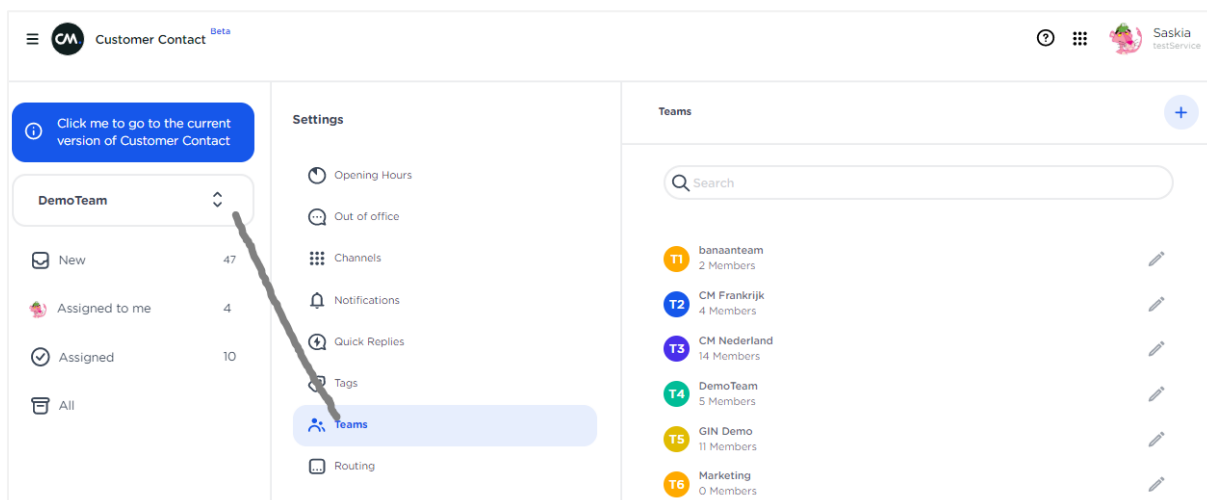 CM.
Customer Contact Beta
Saskia
testService
Click me to go to the current
version of Customer Contact
DemoTeam
New 47
Assigned to me 4
Assigned 10
All
Settings
Opening Hours
Out of office
Channels
Notifications
Quick Replies
Tags
Teams
Routing
Teams
+
Search
T1 banaanteam
2 Members
T2 CM Frankrijk
4 Members
T3 CM Nederland
14 Members
T4 DemoTeam
5 Members
T5 GIN Demo
11 Members
T6 Marketing
0 Members